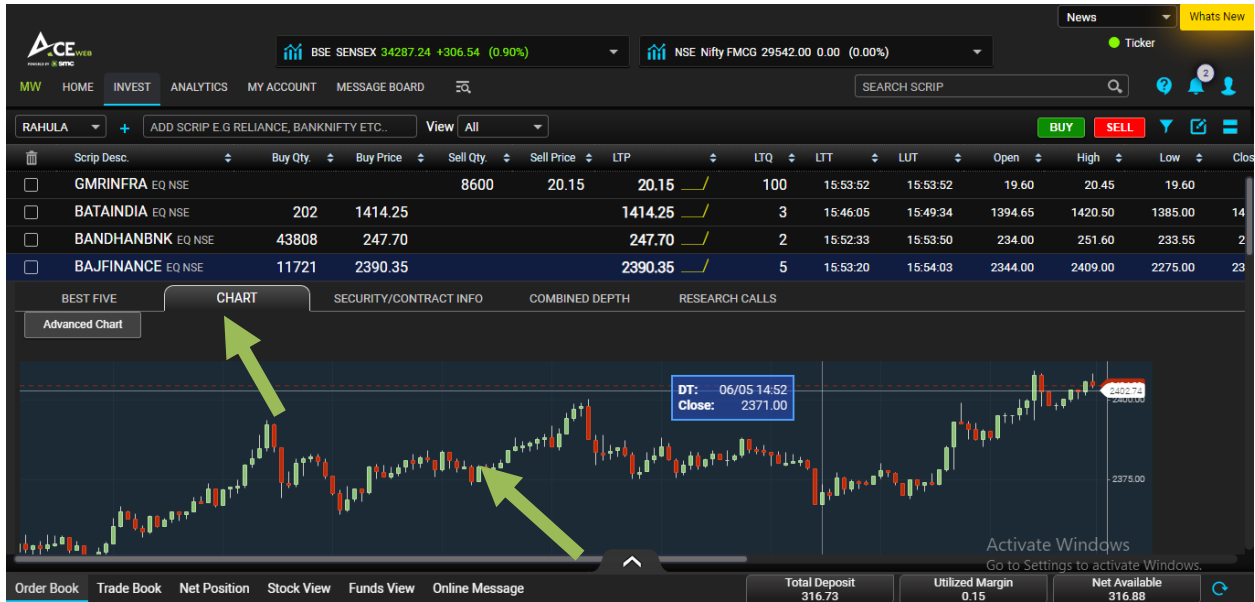 News
Whats New
ACE WEB
POWERED BY smc
BSE SENSEX 34287.24 +306.54 (0.90%)
NSE Nifty FMCG 29542.00 0.00 (0.00%)
Ticker
MW HOME INVEST ANALYTICS MY ACCOUNT MESSAGE BOARD
SEARCH SCRIP
2
RAHULA + ADD SCRIP E.G RELIANCE, BANKNIFTY ETC.. View All BUY SELL
Scrip Desc. Buy Qty. Buy Price Sell Qty. Sell Price LTP LTQ LTT LUT Open High Low Clos
GMRINFRA EQ NSE 8600 20.15 20.15 100 15:53:52 15:53:52 19.60 20.45 19.60
BATAINDIA EQ NSE 202 1414.25 1414.25 3 15:46:05 15:49:34 1394.65 1420.50 1385.00 14
BANDHANBNK EQ NSE 43808 247.70 247.70 2 15:52:33 15:53:50 234.00 251.60 233.55 2
BAJFINANCE EQ NSE 11721 2390.35 2390.35 5 15:53:20 15:54:03 2344.00 2409.00 2275.00 23
BEST FIVE CHART SECURITY/CONTRACT INFO COMBINED DEPTH RESEARCH CALLS
Advanced Chart
DT: 06/05 14:52
Close: 2371.00
2402.74
2400.00
2375.00
Activate Windows
Go to Settings to activate Windows.
Order Book Trade Book Net Position Stock View Funds View Online Message
Total Deposit
316.73
Utilized Margin
0.15
Net Available
316.88